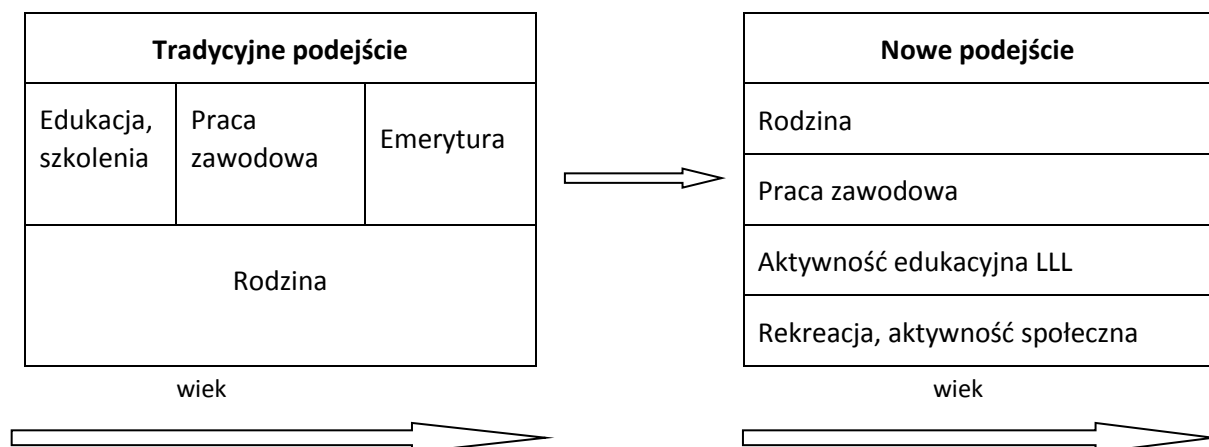 Tradycyjne podejście
Edukacja,
szkolenia
Praca
zawodowa
Emerytura
Rodzina
wiek
Nowe podejście
Rodzina
Praca zawodowa
Aktywność edukacyjna LLL
Rekreacja, aktywność społeczna
wiek